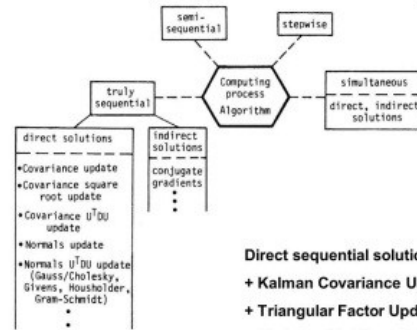 semi-
sequential
stepwise
truly
sequential
Computing
process
Algorithm
simultaneous
direct, indirect
solutions
direct solutions
•Covariance update
•Covariance square
root update
•Covariance UᵀDU
update
•Normals update
•Normals UᵀDU update
(Gauss/Cholesky,
Givens, Housholder,
Gram-Schmidt)
indirect
solutions
conjugate
gradients
Direct sequential solutio
+ Kalman Covariance U
+ Triangular Factor Upd